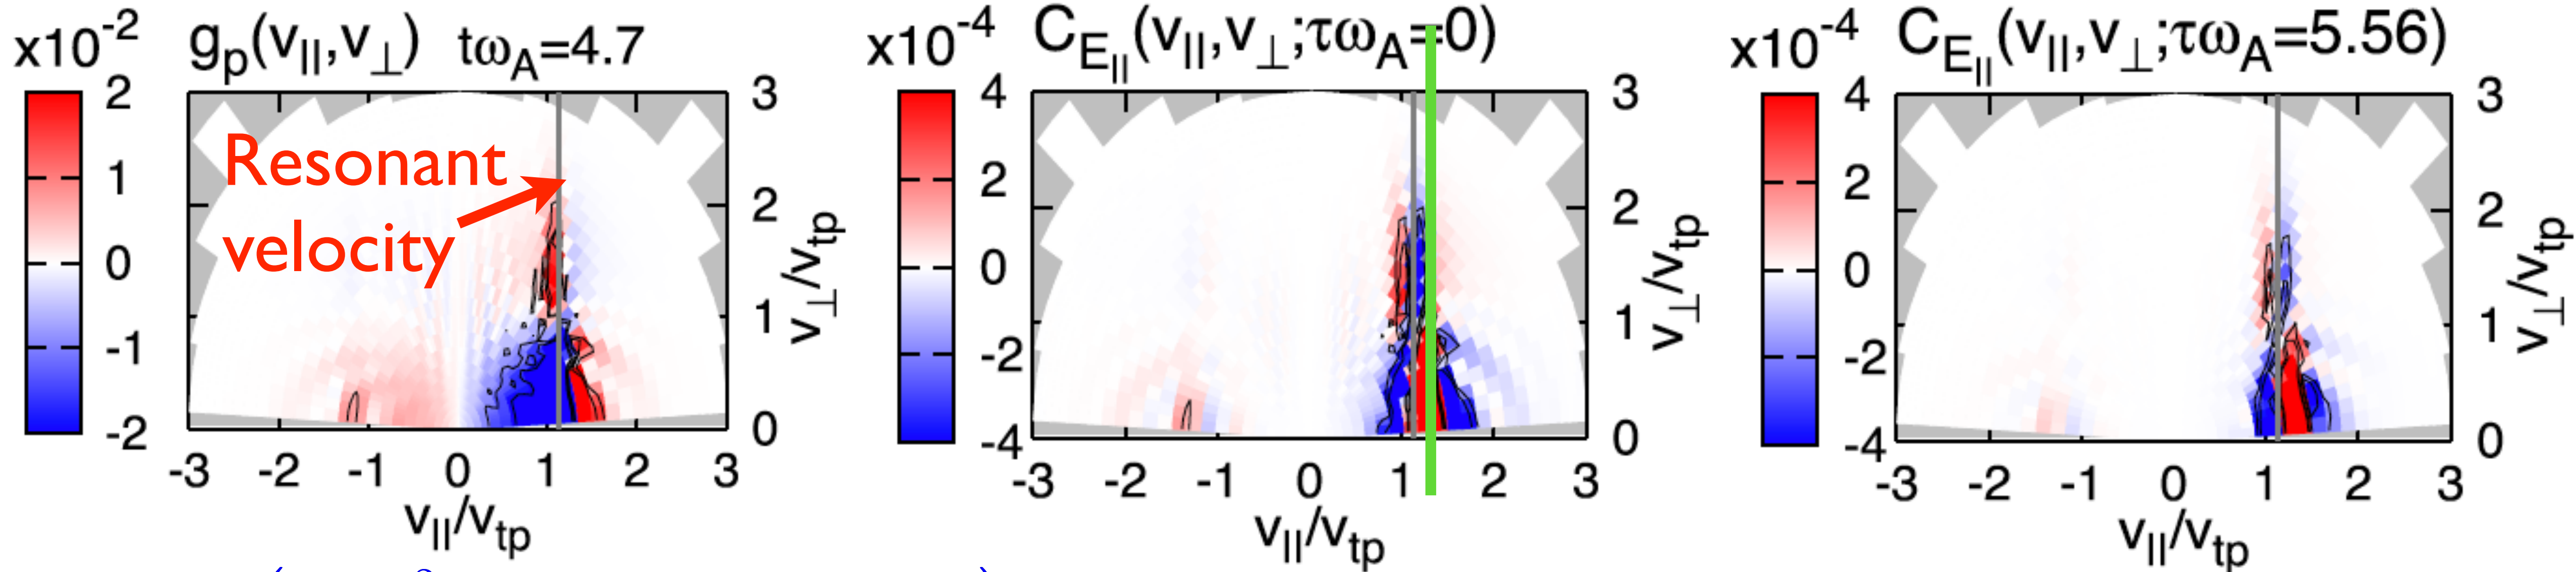 x10⁻² g_p(v_||,v_⊥) tω_A=4.7
2
1
0
-1
-2
Resonant
velocity
3
2
1
0
v_⊥/v_tp
-3 -2 -1 0 1 2 3
v_||/v_tp
x10⁻⁴ C_E_||(v_||,v_⊥;τω_A=0)
4
2
0
-2
-4
3
2
1
0
v_⊥/v_tp
-3 -2 -1 0 1 2 3
v_||/v_tp
x10⁻⁴ C_E_||(v_||,v_⊥;τω_A=5.56)
4
2
0
-2
-4
3
2
1
0
v_⊥/v_tp
-3 -2 -1 0 1 2 3
v_||/v_tp